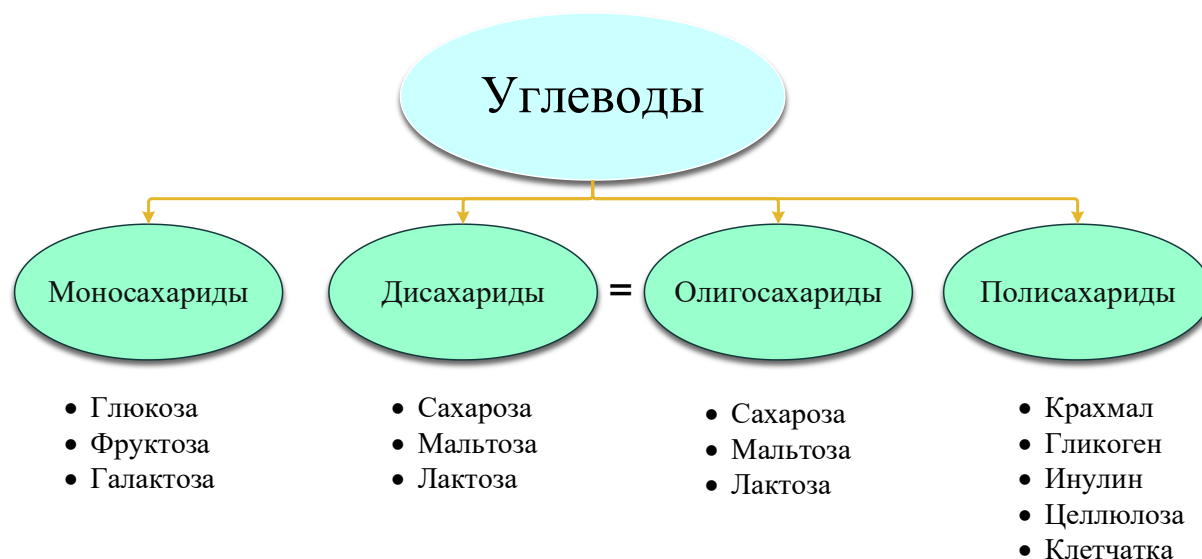 Углеводы
Моносахариды
Дисахариды
=
Олигосахариды
Полисахариды
• Глюкоза
• Фруктоза
• Галактоза
• Сахароза
• Мальтоза
• Лактоза
• Сахароза
• Мальтоза
• Лактоза
• Крахмал
• Гликоген
• Инулин
• Целлюлоза
• Клетчатка